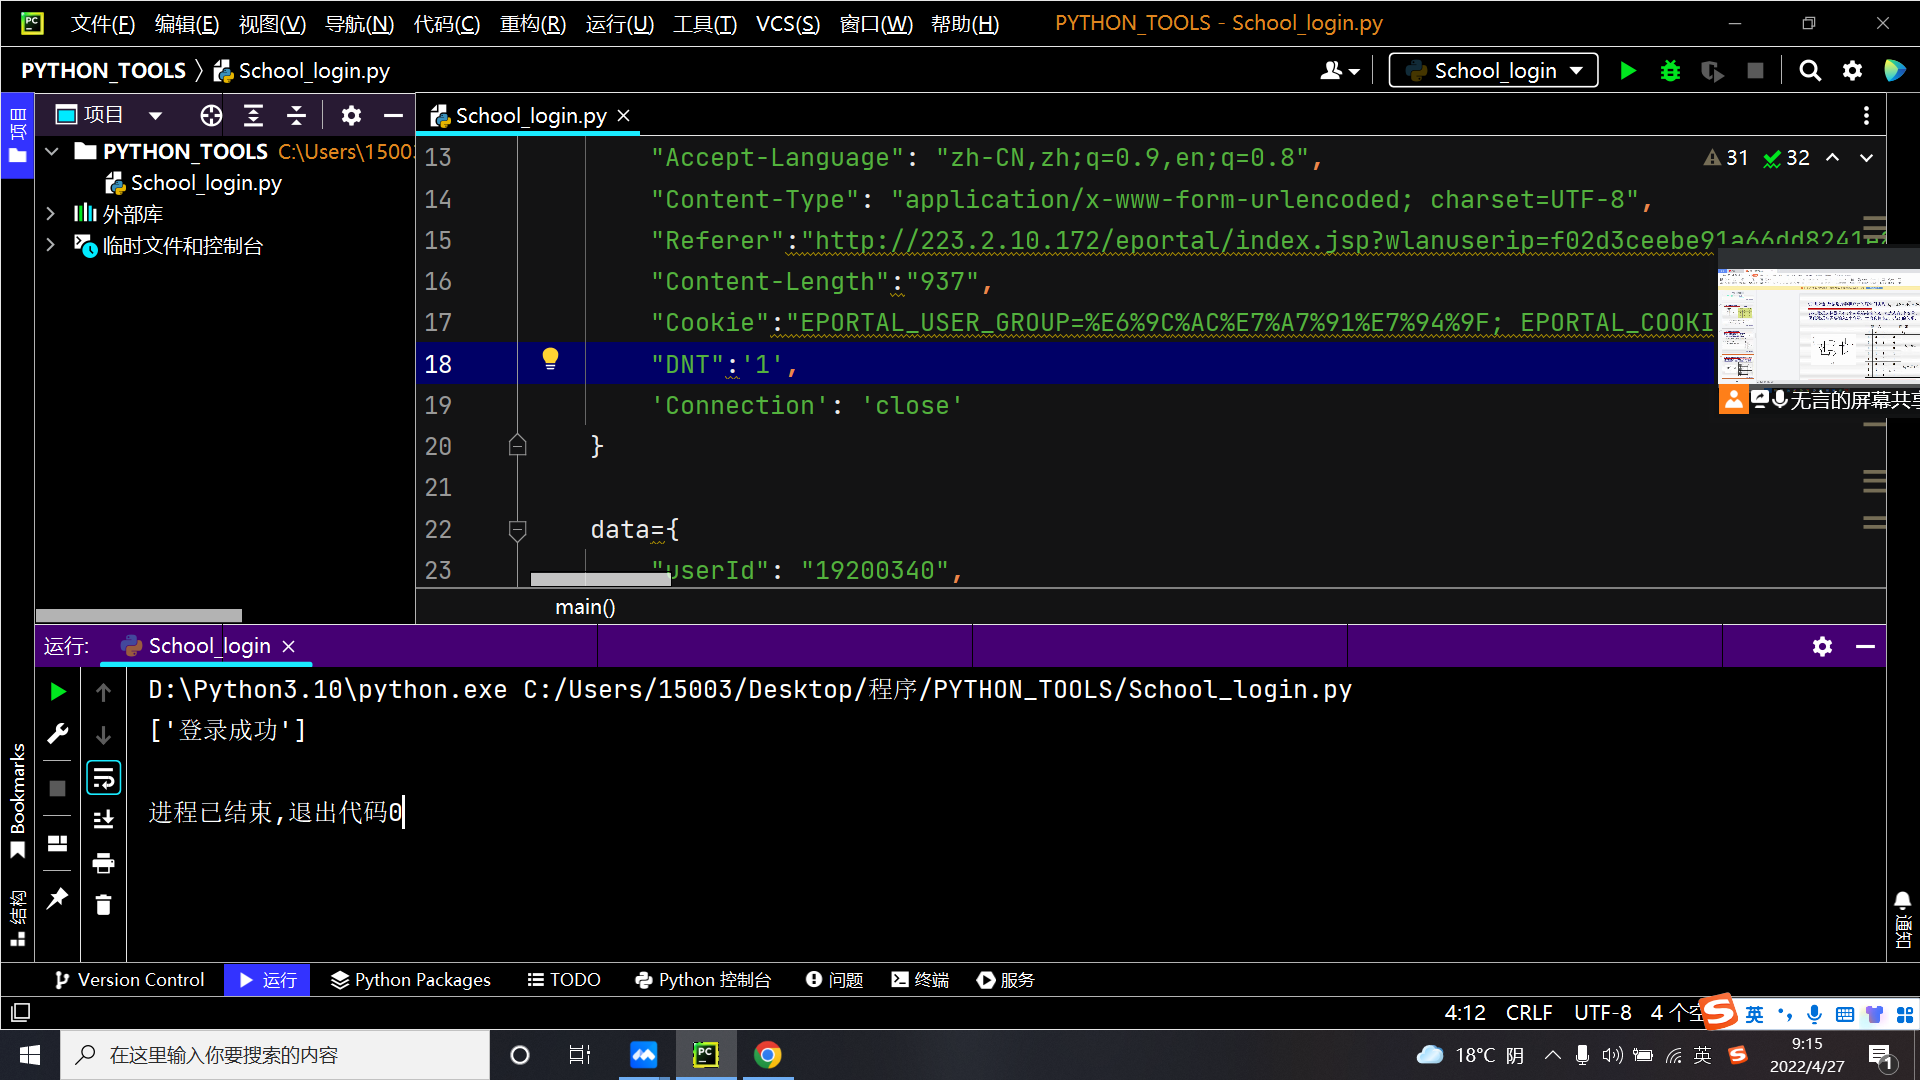 文件(F) 编辑(E) 视图(V) 导航(N) 代码(C) 重构(R) 运行(U) 工具(T) VCS(S) 窗口(W) 帮助(H) PYTHON_TOOLS - School_login.py
PYTHON_TOOLS School_login.py School_login
项目 School_login.py
项目
PYTHON_TOOLS C:\Users\15003
School_login.py
外部库
临时文件和控制台
31 32
13 "Accept-Language": "zh-CN,zh;q=0.9,en;q=0.8",
14 "Content-Type": "application/x-www-form-urlencoded; charset=UTF-8",
15 "Referer":"http://223.2.10.172/eportal/index.jsp?wlanuserip=f02d3ceebe91a66dd8241e
16 "Content-Length":"937",
17 "Cookie":"EPORTAL_USER_GROUP=%E6%9C%AC%E7%A7%91%E7%94%9F; EPORTAL_COOKI
18 "DNT":'1',
19 'Connection': 'close'
20 }
21
22 data={
23 "userId": "19200340",
无言的屏幕共享
main()
运行: School_login
D:\Python3.10\python.exe C:/Users/15003/Desktop/程序/PYTHON_TOOLS/School_login.py
['登录成功']
进程已结束,退出代码0
Bookmarks
结构
通知
Version Control 运行 Python Packages TODO Python 控制台 问题 终端 服务
4:12 CRLF UTF-8 4 个空 英
在这里输入你要搜索的内容
18°C 阴 英 9:15
2022/4/27
1